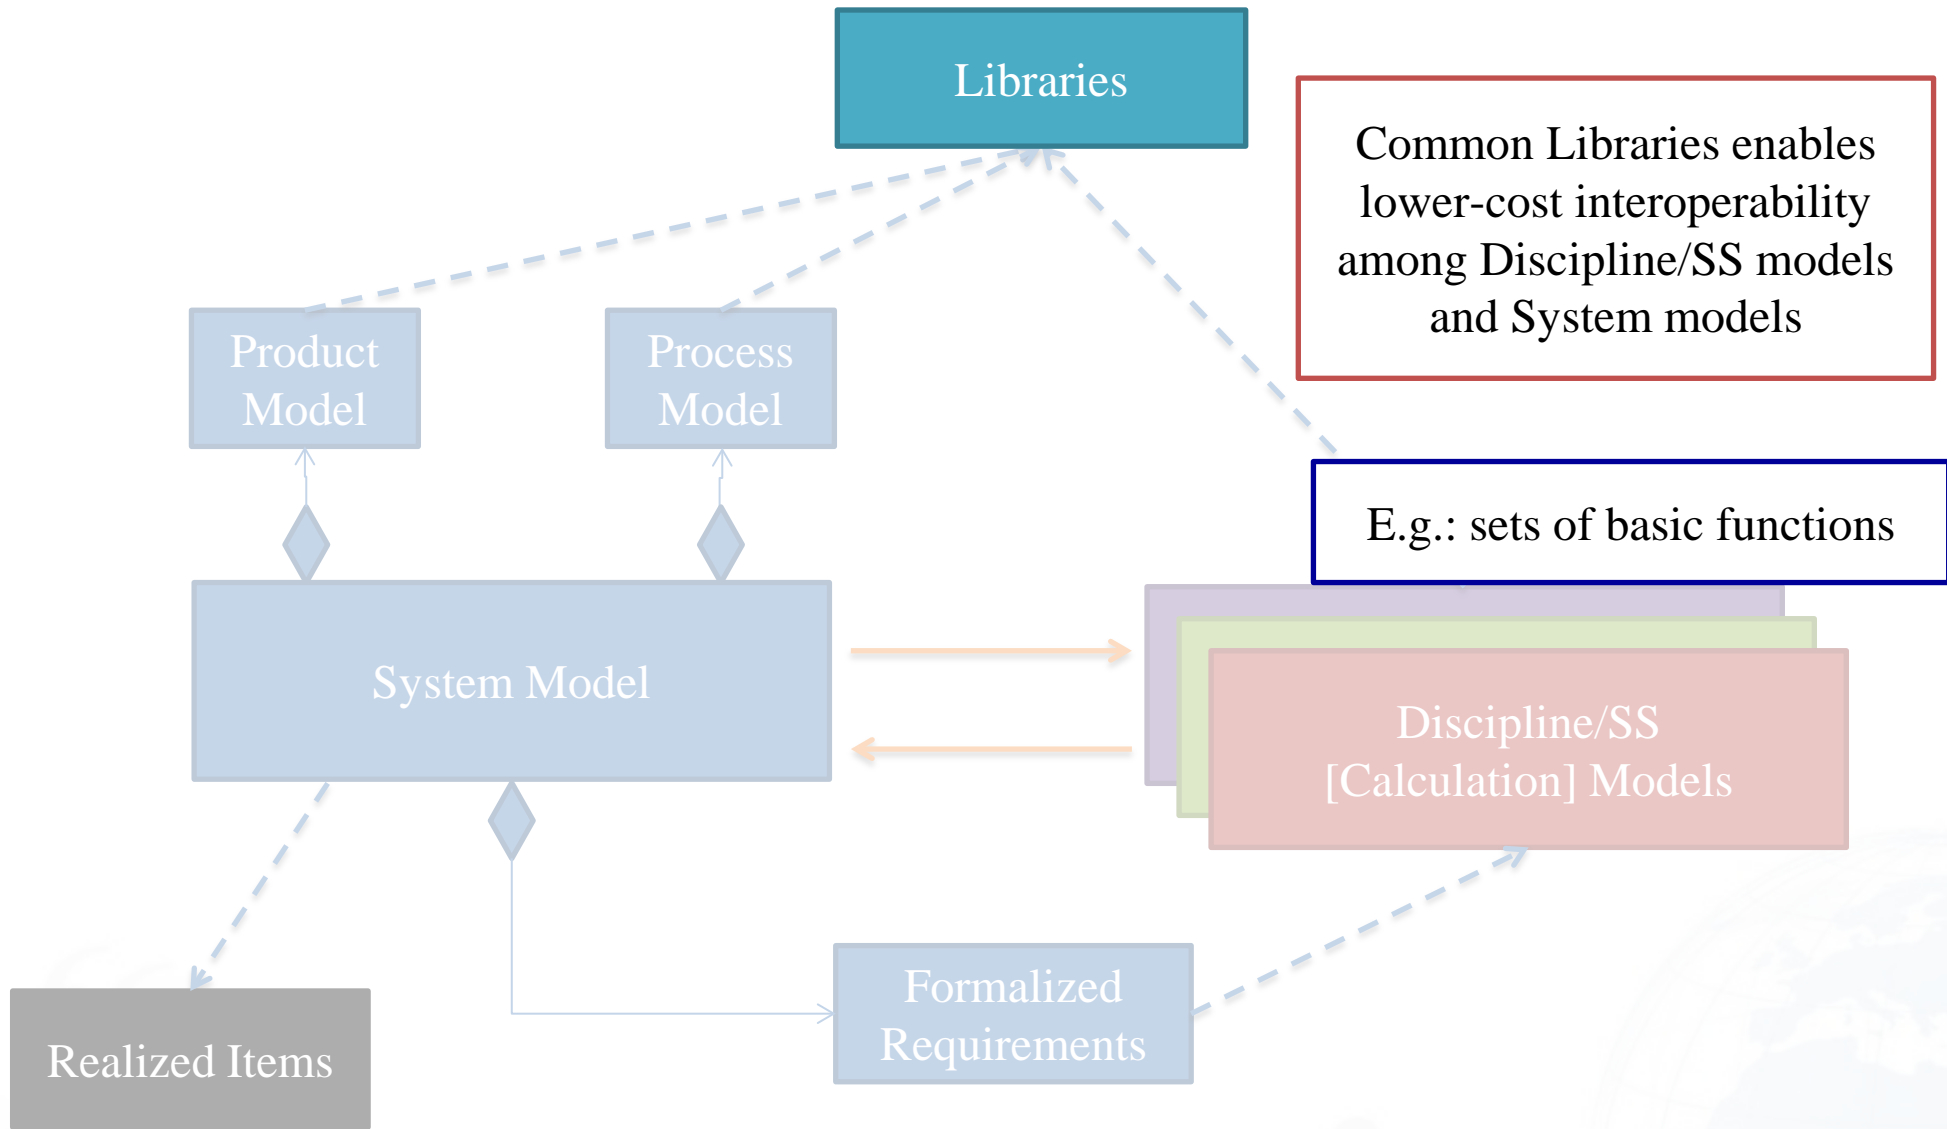 Libraries
Common Libraries enables
lower-cost interoperability
among Discipline/SS models
and System models
Product
Model
Process
Model
E.g.: sets of basic functions
System Model
Discipline/SS
[Calculation] Models
Formalized
Requirements
Realized Items